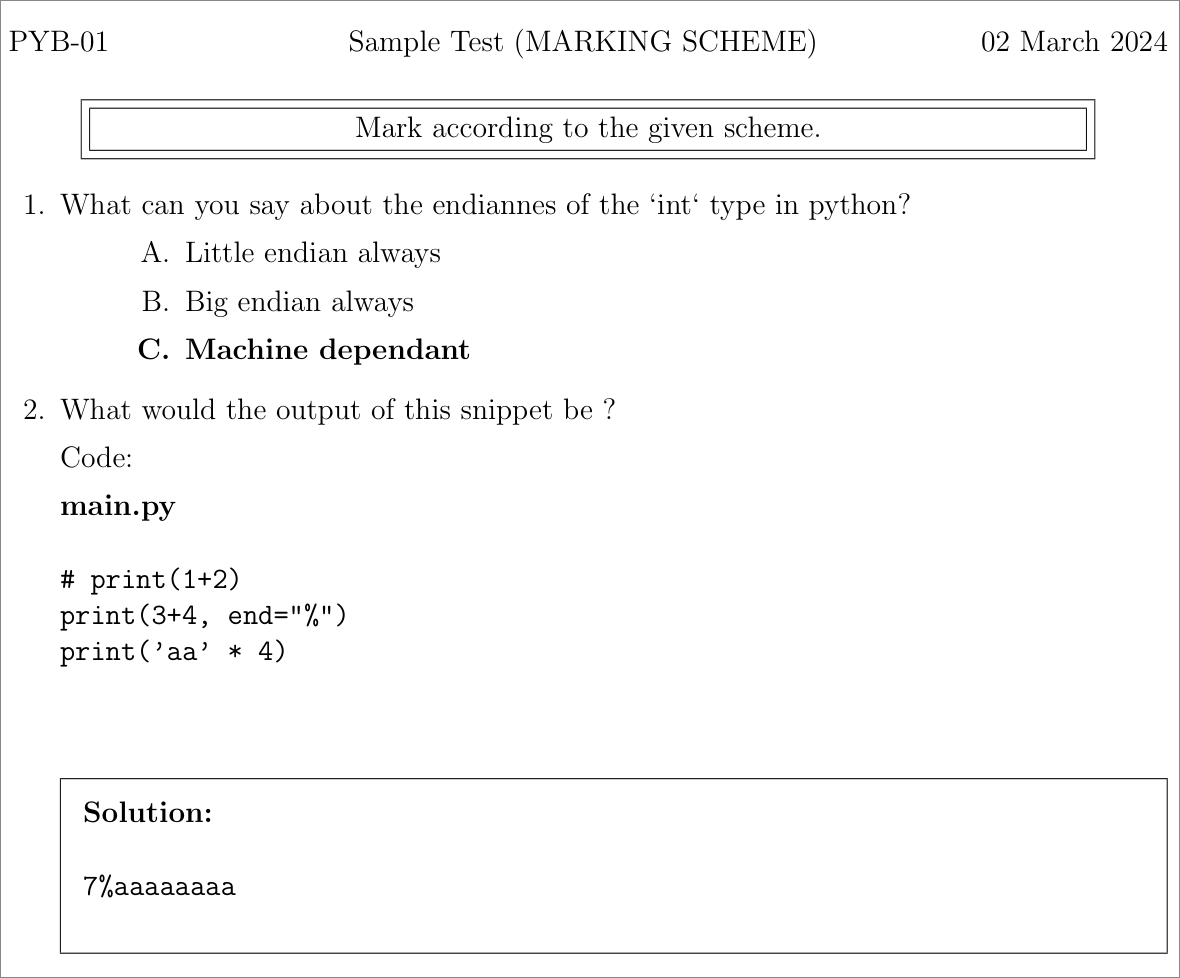 PYB-01 Sample Test (MARKING SCHEME) 02 March 2024
Mark according to the given scheme.
1. What can you say about the endiannes of the ‘int‘ type in python?
A. Little endian always
B. Big endian always
C. Machine dependant
2. What would the output of this snippet be ?
Code:
main.py
# print(1+2)
print(3+4, end="%")
print(’aa’ * 4)
Solution:
7%aaaaaaaa